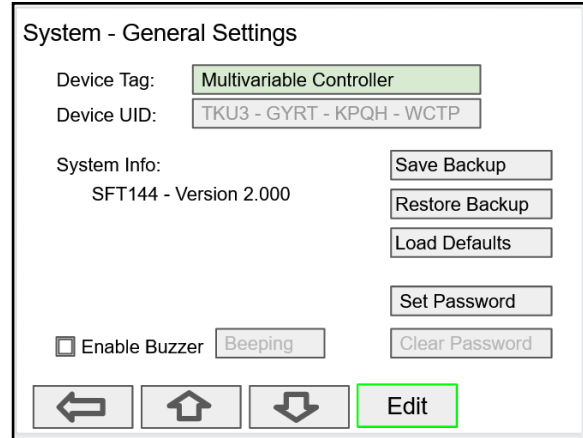 System - General Settings
Device Tag: Multivariable Controller
Device UID: TKU3 - GYRT - KPQH - WCTP
System Info: Save Backup
SFT144 - Version 2.000
Restore Backup
Load Defaults
Set Password
Enable Buzzer Beeping Clear Password
Edit